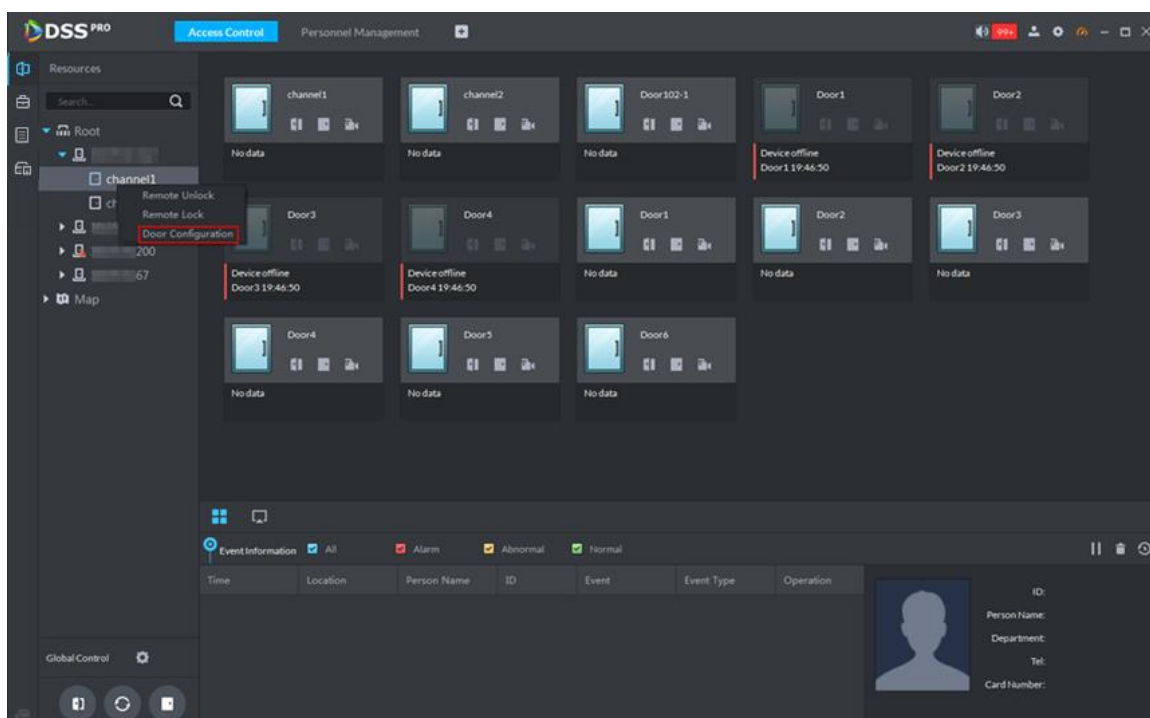 DSS PRO
Access Control
Personnel Management
99+
Resources
Search...
Root
channel1
ch
Remote Unlock
Remote Lock
Door Configuration
200
67
Map
channel1
No data
channel2
No data
Door102-1
No data
Door1
Device offline
Door1 19:46:50
Door2
Device offline
Door2 19:46:50
Door3
Device offline
Door3 19:46:50
Door4
Device offline
Door4 19:46:50
Door1
No data
Door2
No data
Door3
No data
Door4
No data
Door5
No data
Door6
No data
Event Information
All
Alarm
Abnormal
Normal
Time
Location
Person Name
ID
Event
Event Type
Operation
ID:
Person Name:
Department:
Tel:
Card Number:
Global Control